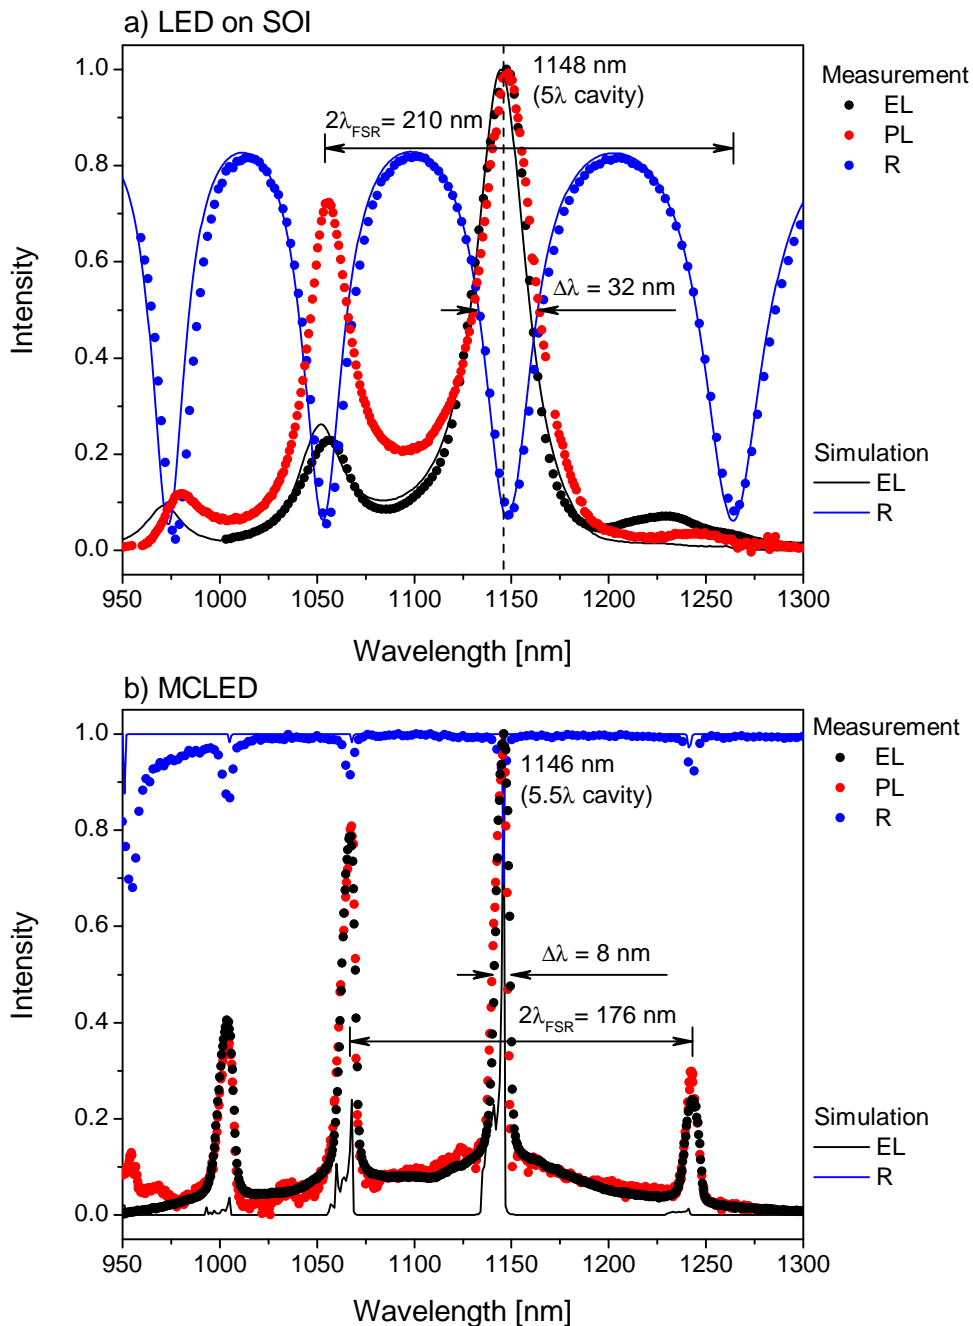 a) LED on SOI
1.0
0.8
0.6
0.4
0.2
0.0
Intensity
1148 nm
(5λ cavity)
2λFSR= 210 nm
Δλ = 32 nm
Measurement
EL
PL
R
Simulation
EL
R
950 1000 1050 1100 1150 1200 1250 1300
Wavelength [nm]
b) MCLED
1.0
0.8
0.6
0.4
0.2
0.0
Intensity
1146 nm
(5.5λ cavity)
Δλ = 8 nm
2λFSR= 176 nm
Measurement
EL
PL
R
Simulation
EL
R
950 1000 1050 1100 1150 1200 1250 1300
Wavelength [nm]